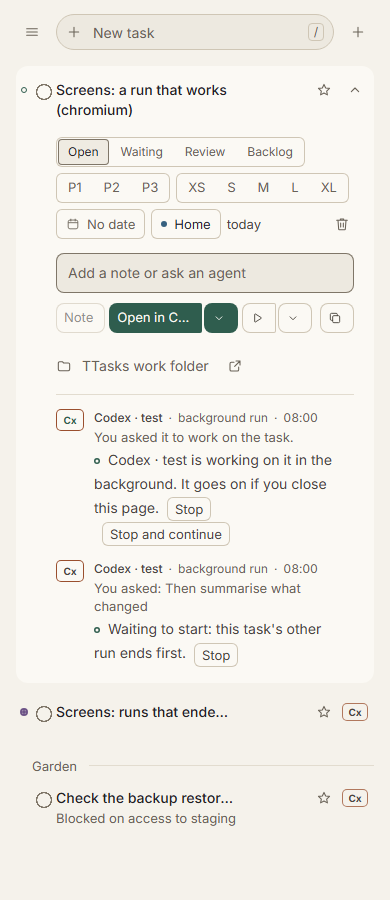 New task /
Screens: a run that works
(chromium)
Open Waiting Review Backlog
P1 P2 P3 XS S M L XL
No date Home today
Add a note or ask an agent
Note Open in C...
TTasks work folder
Cx Codex · test · background run · 08:00
You asked it to work on the task.
Codex · test is working on it in the
background. It goes on if you close
this page. Stop
Stop and continue
Cx Codex · test · background run · 08:00
You asked: Then summarise what
changed
Waiting to start: this task's other
run ends first. Stop
Screens: runs that ende... Cx
Garden
Check the backup restor... Cx
Blocked on access to staging